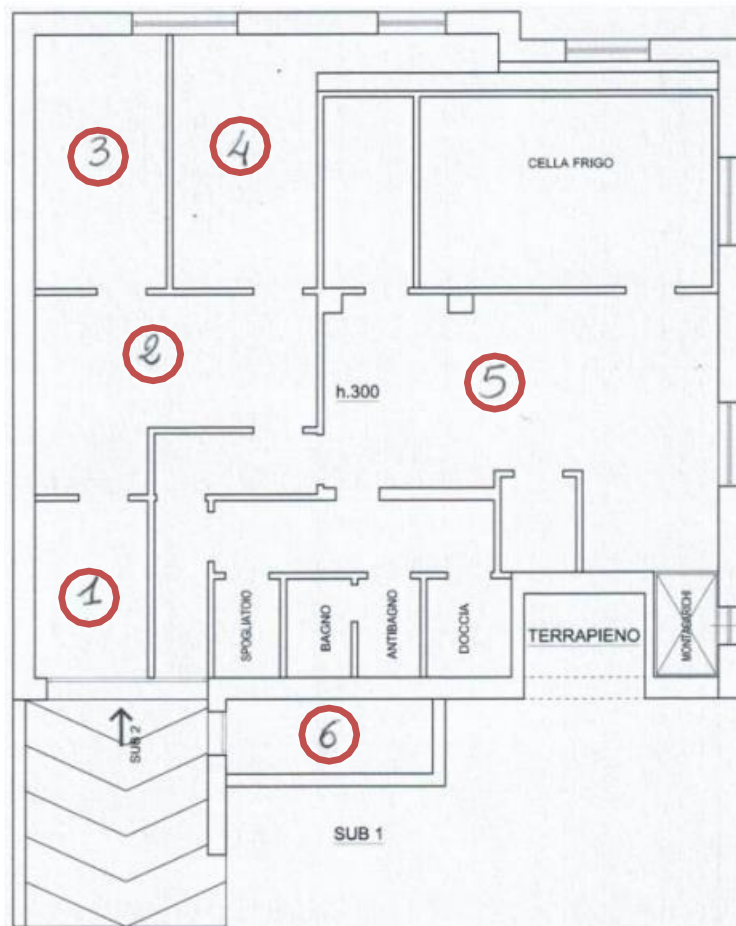 3
4
CELLA FRIGO
2
5
h.300
1
SPOGLIATOIO
BAGNO
ANTIBAGNO
DOCCIA
TERRAPIENO
MONTACARICHI
6
SUB 2
SUB 1